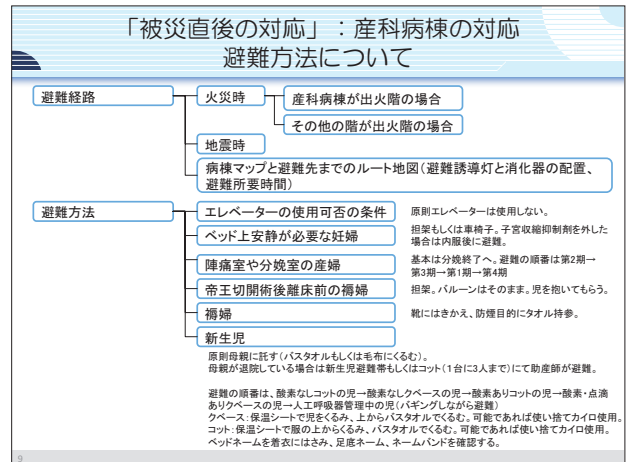 「被災直後の対応」：産科病棟の対応
避難方法について
避難経路
火災時
産科病棟が出火階の場合
その他の階が出火階の場合
地震時
病棟マップと避難先までのルート地図(避難誘導灯と消化器の配置、
避難所要時間)
避難方法
エレベーターの使用可否の条件
原則エレベーターは使用しない。
ベッド上安静が必要な妊婦
担架もしくは車椅子。子宮収縮抑制剤を外した
場合は内服後に避難。
陣痛室や分娩室の産婦
基本は分娩終了へ。避難の順番は第2期→
第3期→第1期→第4期
帝王切開術後離床前の褥婦
担架。バルーンはそのまま。児を抱いてもらう。
褥婦
靴にはきかえ、防煙目的にタオル持参。
新生児
原則母親に託す(バスタオルもしくは毛布にくるむ)。
母親が退院している場合は新生児避難帯もしくはコット(1台に3人まで)にて助産師が避難。
避難の順番は、酸素なしコットの児→酸素なしクベースの児→酸素ありコットの児→酸素・点滴
ありクベースの児→人工呼吸器管理中の児(バギングしながら避難)
クベース:保温シートで児をくるみ、上からバスタオルでくるむ。可能であれば使い捨てカイロ使用。
コット:保温シートで服の上からくるみ、バスタオルでくるむ。可能であれば使い捨てカイロ使用。
ベッドネームを着衣にはさみ、足底ネーム、ネームバンドを確認する。
9